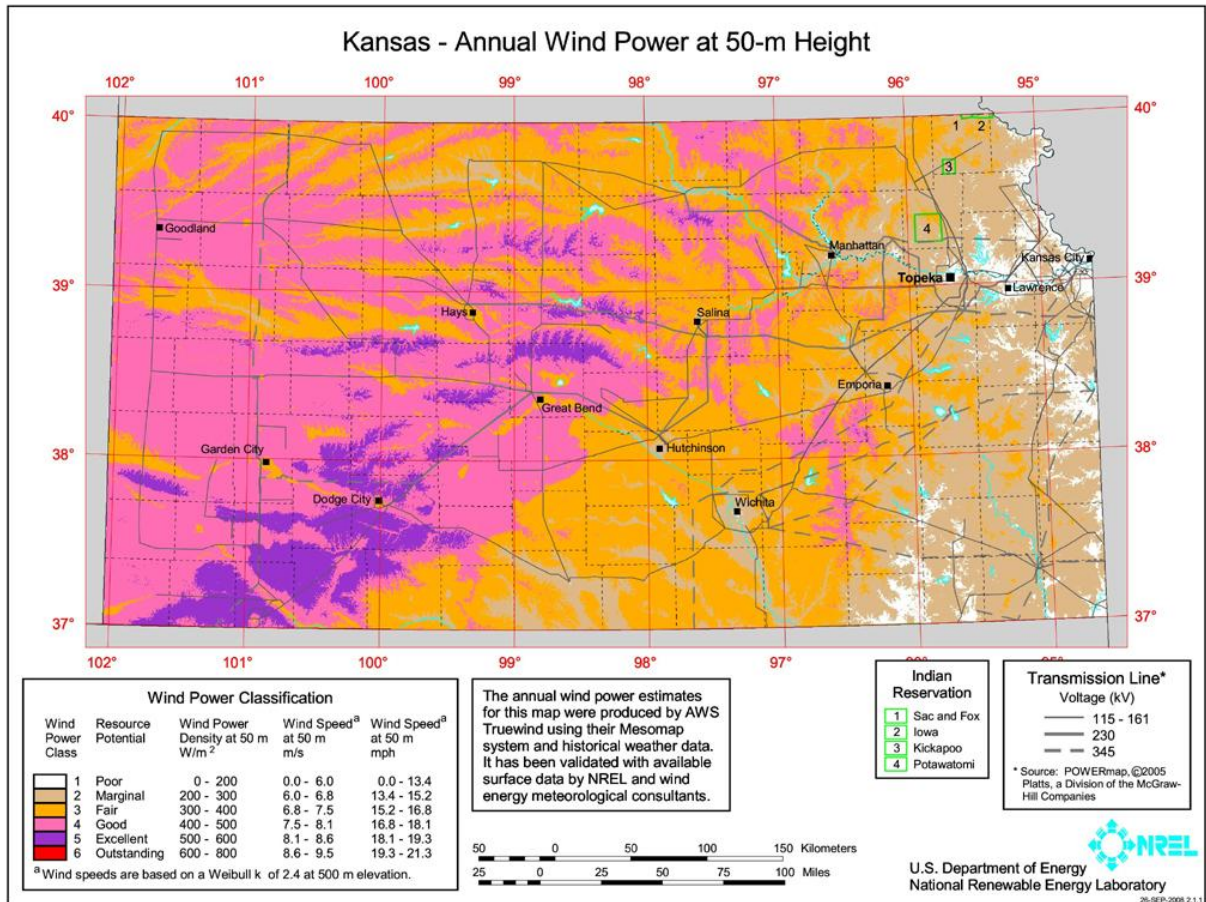 Kansas - Annual Wind Power at 50-m Height
102° 101° 100° 99° 98° 97° 96° 95°
40° 40°
1 2
3
Goodland
4
Manhattan
Kansas City
39° Topeka 39°
Lawrence
Hays
Salina
Emporia
Great Bend
38° Garden City Hutchinson 38°
Dodge City
Wichita
37° 37°
102° 101° 100° 99° 98° 97° 96° 95°
Wind Power Classification
Wind Power Class Resource Potential Wind Power Density at 50 m W/m 2 Wind Speed a at 50 m m/s Wind Speed a at 50 m mph
1 Poor 0 - 200 0.0 - 6.0 0.0 - 13.4
2 Marginal 200 - 300 6.0 - 6.8 13.4 - 15.2
3 Fair 300 - 400 6.8 - 7.5 15.2 - 16.8
4 Good 400 - 500 7.5 - 8.1 16.8 - 18.1
5 Excellent 500 - 600 8.1 - 8.6 18.1 - 19.3
6 Outstanding 600 - 800 8.6 - 9.5 19.3 - 21.3
a Wind speeds are based on a Weibull k of 2.4 at 500 m elevation.
The annual wind power estimates
for this map were produced by AWS
Truewind using their Mesomap
system and historical weather data.
It has been validated with available
surface data by NREL and wind
energy meteorological consultants.
50 0 50 100 150 Kilometers
25 0 25 50 75 100 Miles
Indian
Reservation
1 Sac and Fox
2 Iowa
3 Kickapoo
4 Potawatomi
Transmission Line*
Voltage (kV)
115 - 161
230
345
* Source: POWERmap, ©2005
Platts, a Division of the McGraw-
Hill Companies
NREL
U.S. Department of Energy
National Renewable Energy Laboratory